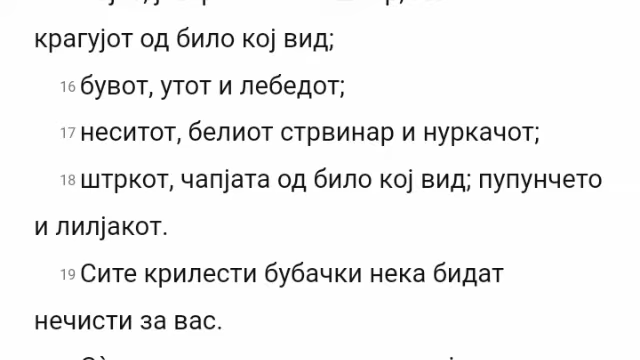 крагујот од било кој вид;
16 бувот, утот и лебедот;
17 неситот, белиот стрвинар и нуркачот;
18 штркот, чапјата од било кој вид; пупунчето
и лилјакот.
19 Сите крилести бубачки нека бидат
нечисти за вас.